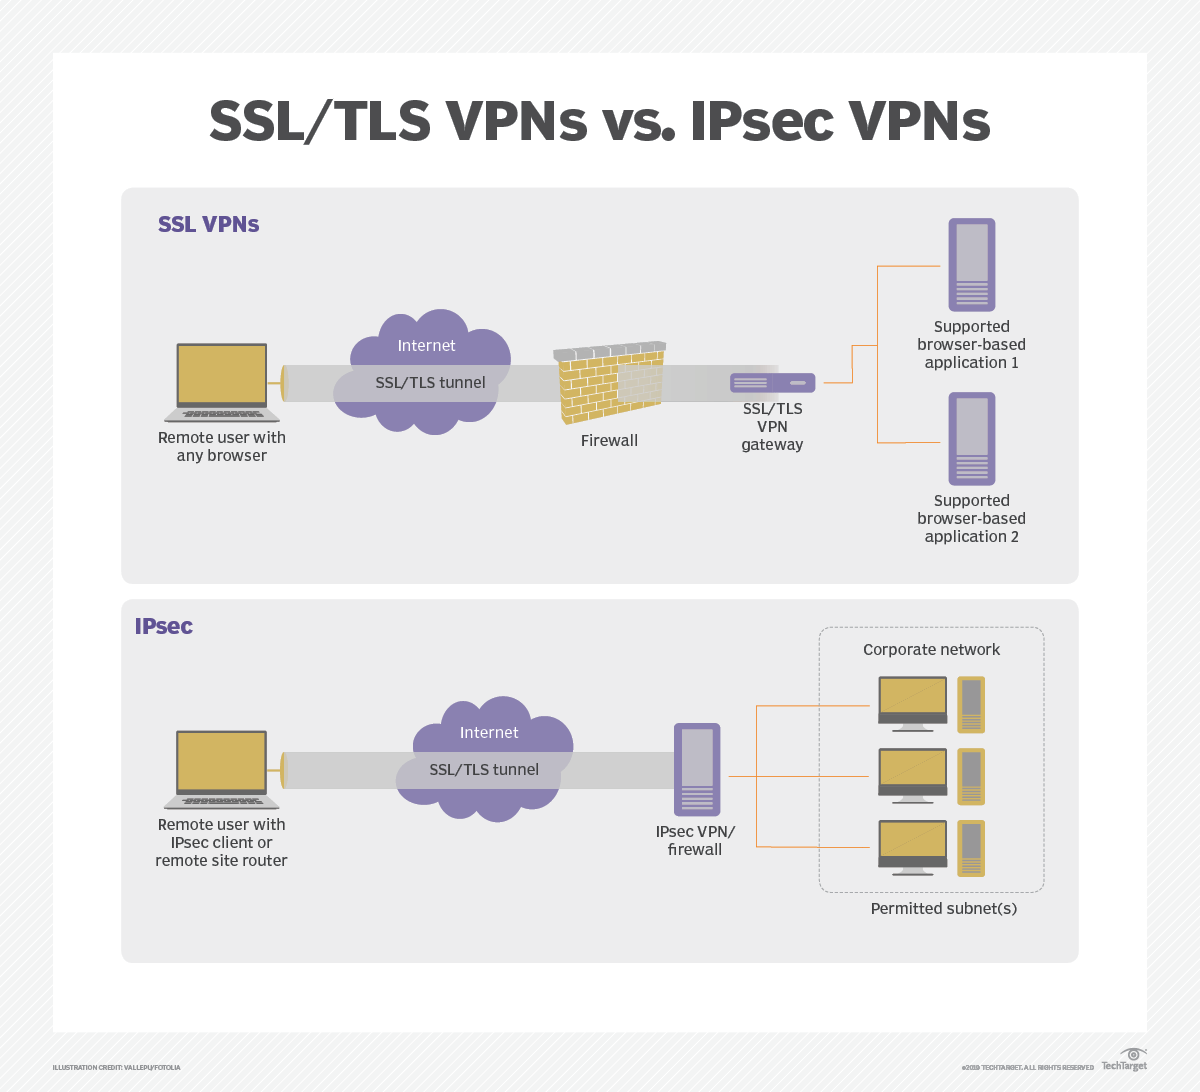 SSL/TLS VPNs vs. IPsec VPNs
SSL VPNs
Internet
SSL/TLS tunnel
Remote user with
any browser
Firewall
SSL/TLS
VPN
gateway
Supported
browser-based
application 1
Supported
browser-based
application 2
IPsec
Internet
SSL/TLS tunnel
Remote user with
IPsec client or
remote site router
IPsec VPN/
firewall
Corporate network
Permitted subnet(s)
ILLUSTRATION CREDIT: VALLEPU/FOTOLIA
©2019 TECHTARGET. ALL RIGHTS RESERVED
TechTarget